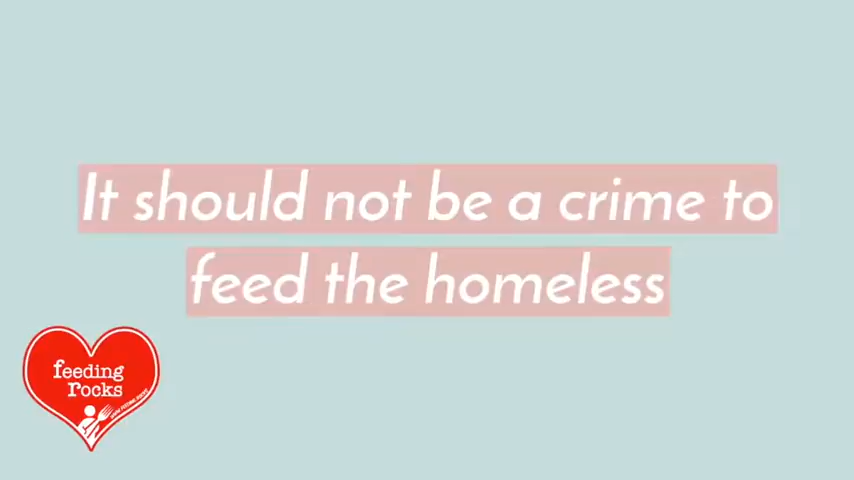 It should not be a crime to
feed the homeless
feeding
rocks